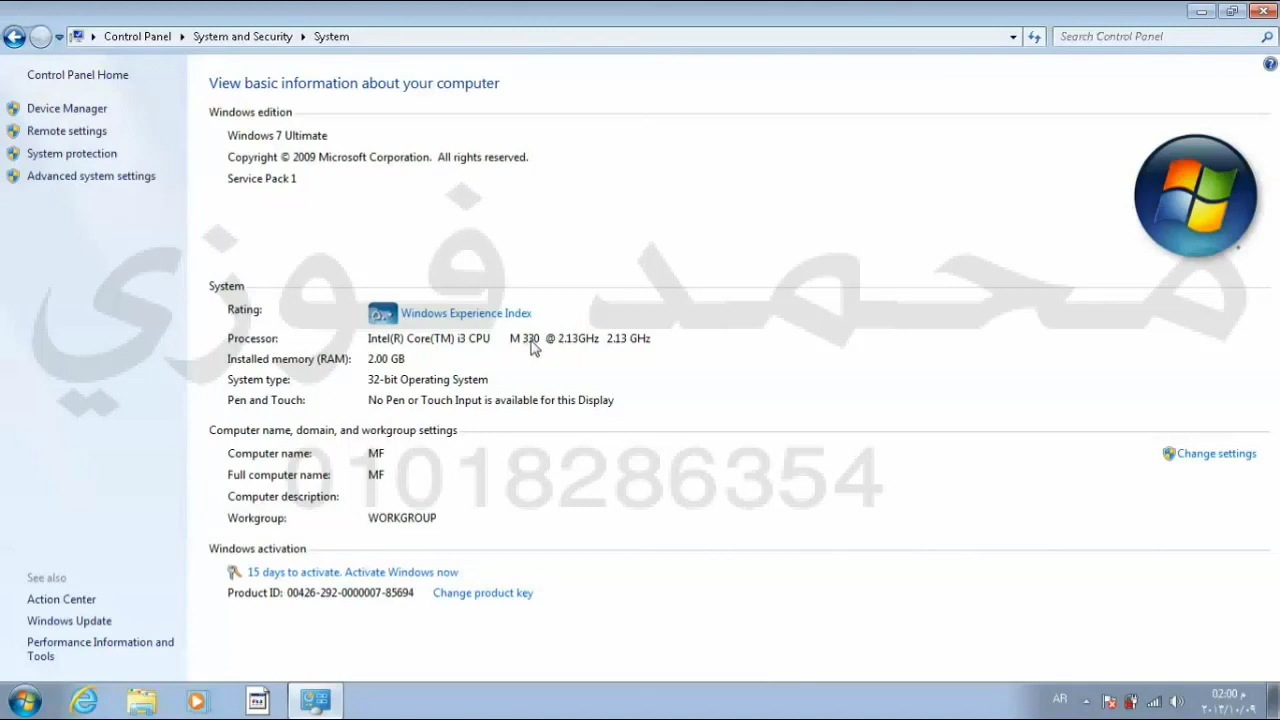 Control Panel
System and Security
System
Search Control Panel
Control Panel Home
Device Manager
Remote settings
System protection
Advanced system settings
View basic information about your computer
Windows edition
Windows 7 Ultimate
Copyright © 2009 Microsoft Corporation. All rights reserved.
Service Pack 1
محمد فوزي
System
Rating: Windows Experience Index
Processor: Intel(R) Core(TM) i3 CPU M 330 @ 2.13GHz 2.13 GHz
Installed memory (RAM): 2.00 GB
System type: 32-bit Operating System
Pen and Touch: No Pen or Touch Input is available for this Display
Computer name, domain, and workgroup settings
Computer name: MF
Change settings
Full computer name: MF
01018286354
Computer description:
Workgroup: WORKGROUP
Windows activation
15 days to activate. Activate Windows now
Product ID: 00426-292-0000007-85694 Change product key
See also
Action Center
Windows Update
Performance Information and
Tools
AR
02:00 م
٢٠١٣/١٠/٠٩